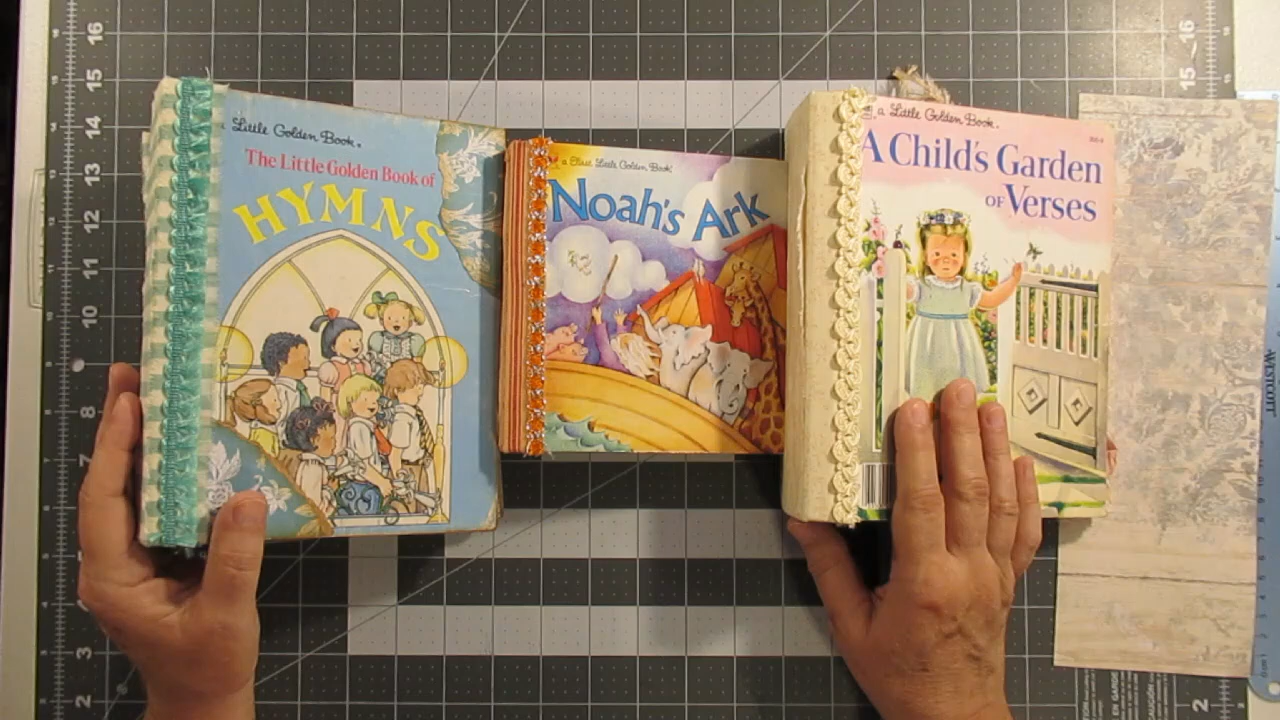 a Little Golden Book®
The Little Golden Book of
HYMNS
a First Little Golden Book!
Noah's Ark
a Little Golden Book®
A Child's Garden
OF Verses
16
15
14
13
12
11
10
8
7
6
5
4
3
2
15 16
2
WESTCOTT